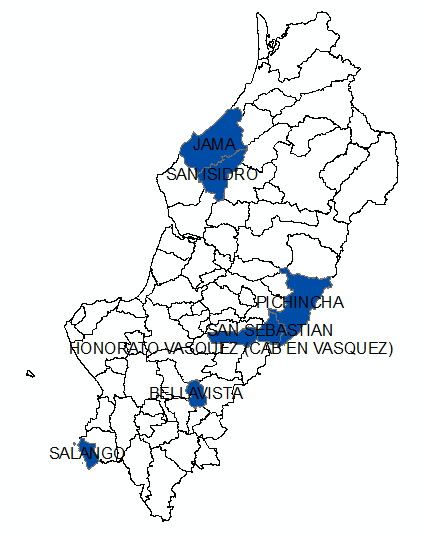 JAMA
SAN ISIDRO
PICHINCHA
SAN SEBASTIAN
HONORATO VASQUEZ (CAB EN VASQUEZ)
BELLAVISTA
SALANGO